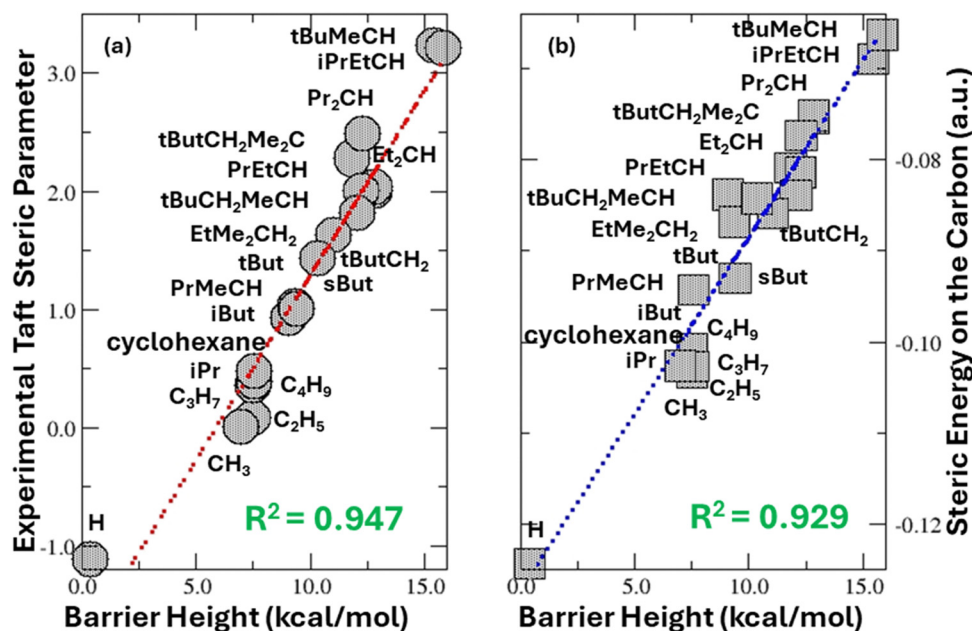 Experimental Taft Steric Parameter
(a)
3.0
2.0
1.0
0.0
-1.0
tBuMeCH
iPrEtCH
Pr₂CH
tButCH₂Me₂C
Et₂CH
PrEtCH
tBuCH₂MeCH
EtMe₂CH₂
tBut
tButCH₂
sBut
PrMeCH
iBut
cyclohexane
iPr
C₃H₇
C₄H₉
C₂H₅
CH₃
H
R² = 0.947
0.0 5.0 10.0 15.0
Barrier Height (kcal/mol)
(b)
tBuMeCH
iPrEtCH
Pr₂CH
tButCH₂Me₂C
Et₂CH
PrEtCH
tBuCH₂MeCH
EtMe₂CH₂
tButCH₂
tBut
sBut
PrMeCH
iBut
cyclohexane
C₄H₉
iPr
C₃H₇
C₂H₅
CH₃
H
R² = 0.929
0.0 5.0 10.0 15.0
Barrier Height (kcal/mol)
-0.08
-0.10
-0.12
Steric Energy on the Carbon (a.u.)